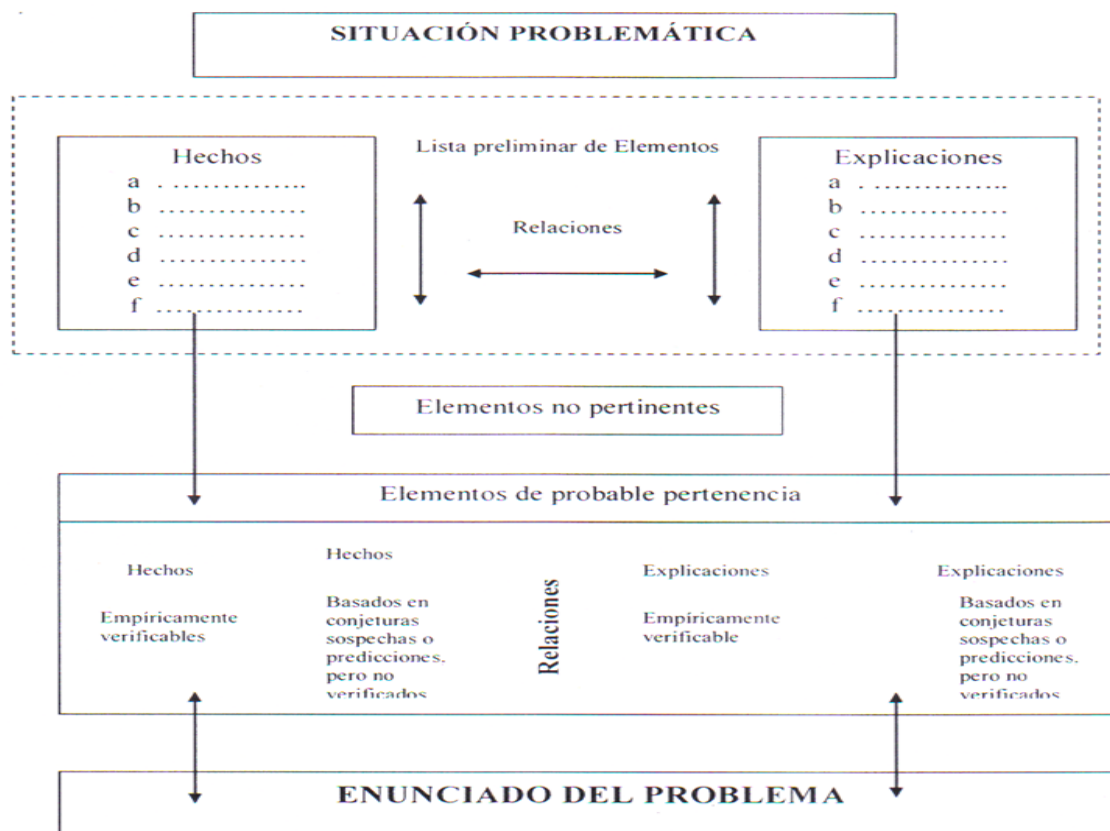 SITUACIÓN PROBLEMÁTICA
Hechos
a . ..............
b ...............
c ...............
d ...............
e ...............
f ...............
Lista preliminar de Elementos
Relaciones
Explicaciones
a . ..............
b ...............
c ...............
d ...............
e ...............
f ...............
Elementos no pertinentes
Elementos de probable pertenencia
Hechos
Empíricamente
verificables
Hechos
Basados en
conjeturas
sospechas o
predicciones,
pero no
verificados
Relaciones
Explicaciones
Empíricamente
verificable
Explicaciones
Basados en
conjeturas
sospechas o
predicciones,
pero no
verificados
ENUNCIADO DEL PROBLEMA